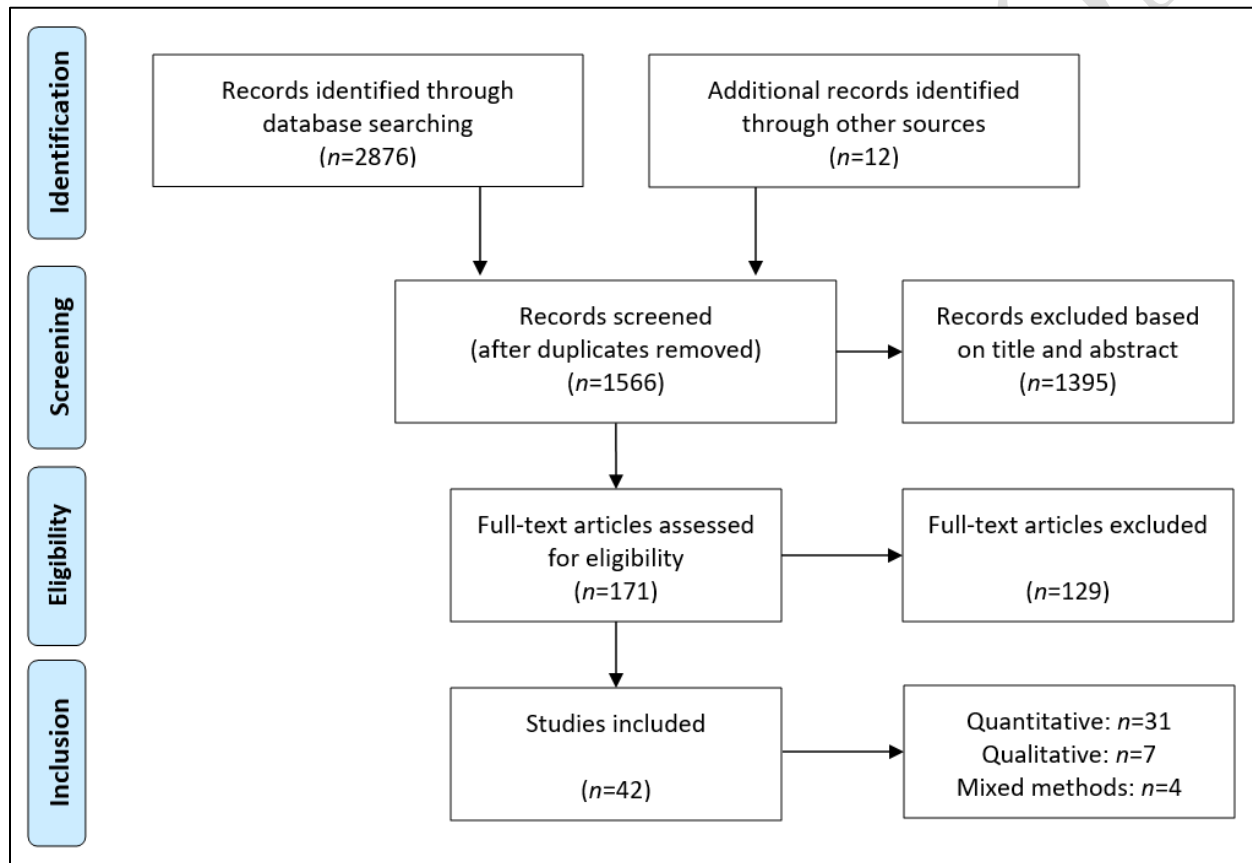 Identification
Records identified through
database searching
(n=2876)
Additional records identified
through other sources
(n=12)
Screening
Records screened
(after duplicates removed)
(n=1566)
Records excluded based
on title and abstract
(n=1395)
Eligibility
Full-text articles assessed
for eligibility
(n=171)
Full-text articles excluded
(n=129)
Inclusion
Studies included
(n=42)
Quantitative: n=31
Qualitative: n=7
Mixed methods: n=4